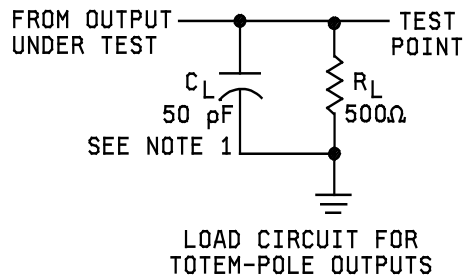 FROM OUTPUT
UNDER TEST
TEST
POINT
CL
50 pF
SEE NOTE 1
RL
500Ω
LOAD CIRCUIT FOR
TOTEM-POLE OUTPUTS